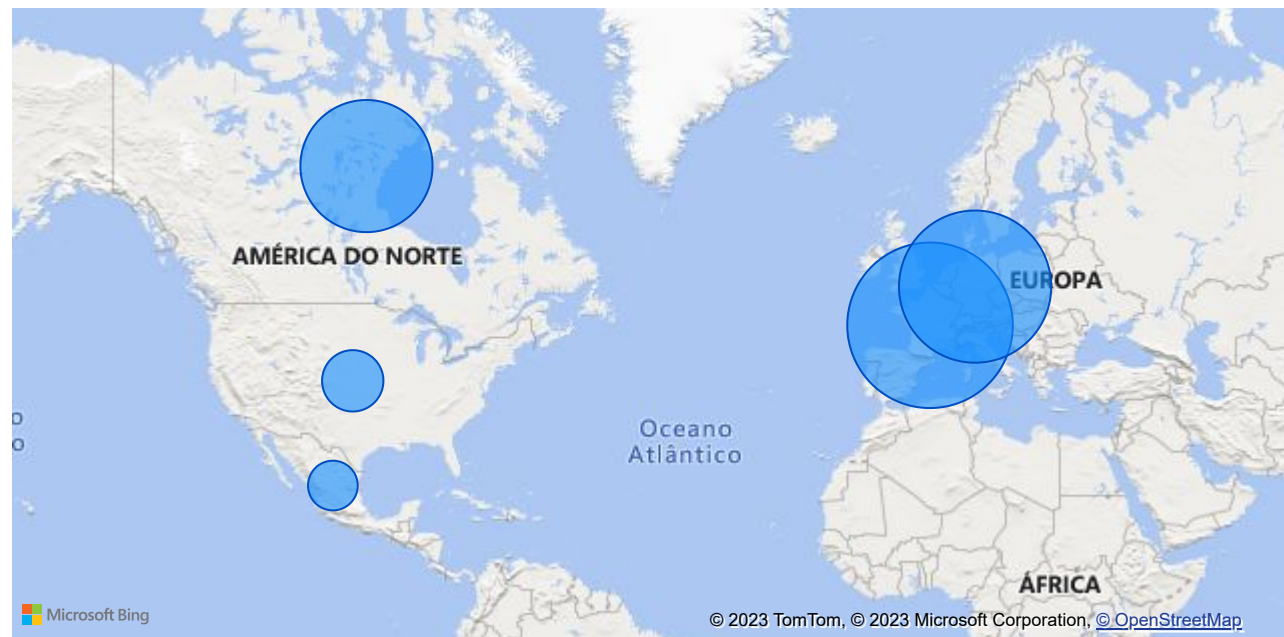 AMÉRICA DO NORTE
EUROPA
o
o
Oceano
Atlântico
ÁFRICA
Microsoft Bing
© 2023 TomTom, © 2023 Microsoft Corporation, © OpenStreetMap